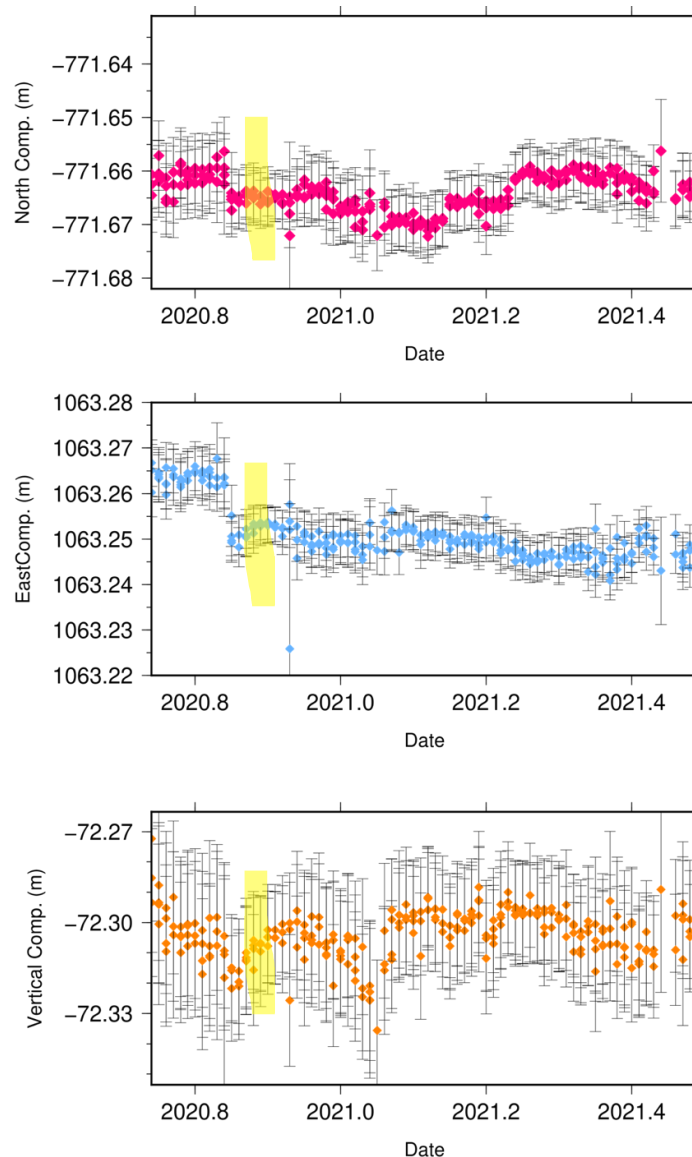 North Comp. (m)
−771.64
−771.65
−771.66
−771.67
−771.68
2020.8 2021.0 2021.2 2021.4
Date
EastComp. (m)
1063.28
1063.27
1063.26
1063.25
1063.24
1063.23
1063.22
2020.8 2021.0 2021.2 2021.4
Date
Vertical Comp. (m)
−72.27
−72.30
−72.33
2020.8 2021.0 2021.2 2021.4
Date